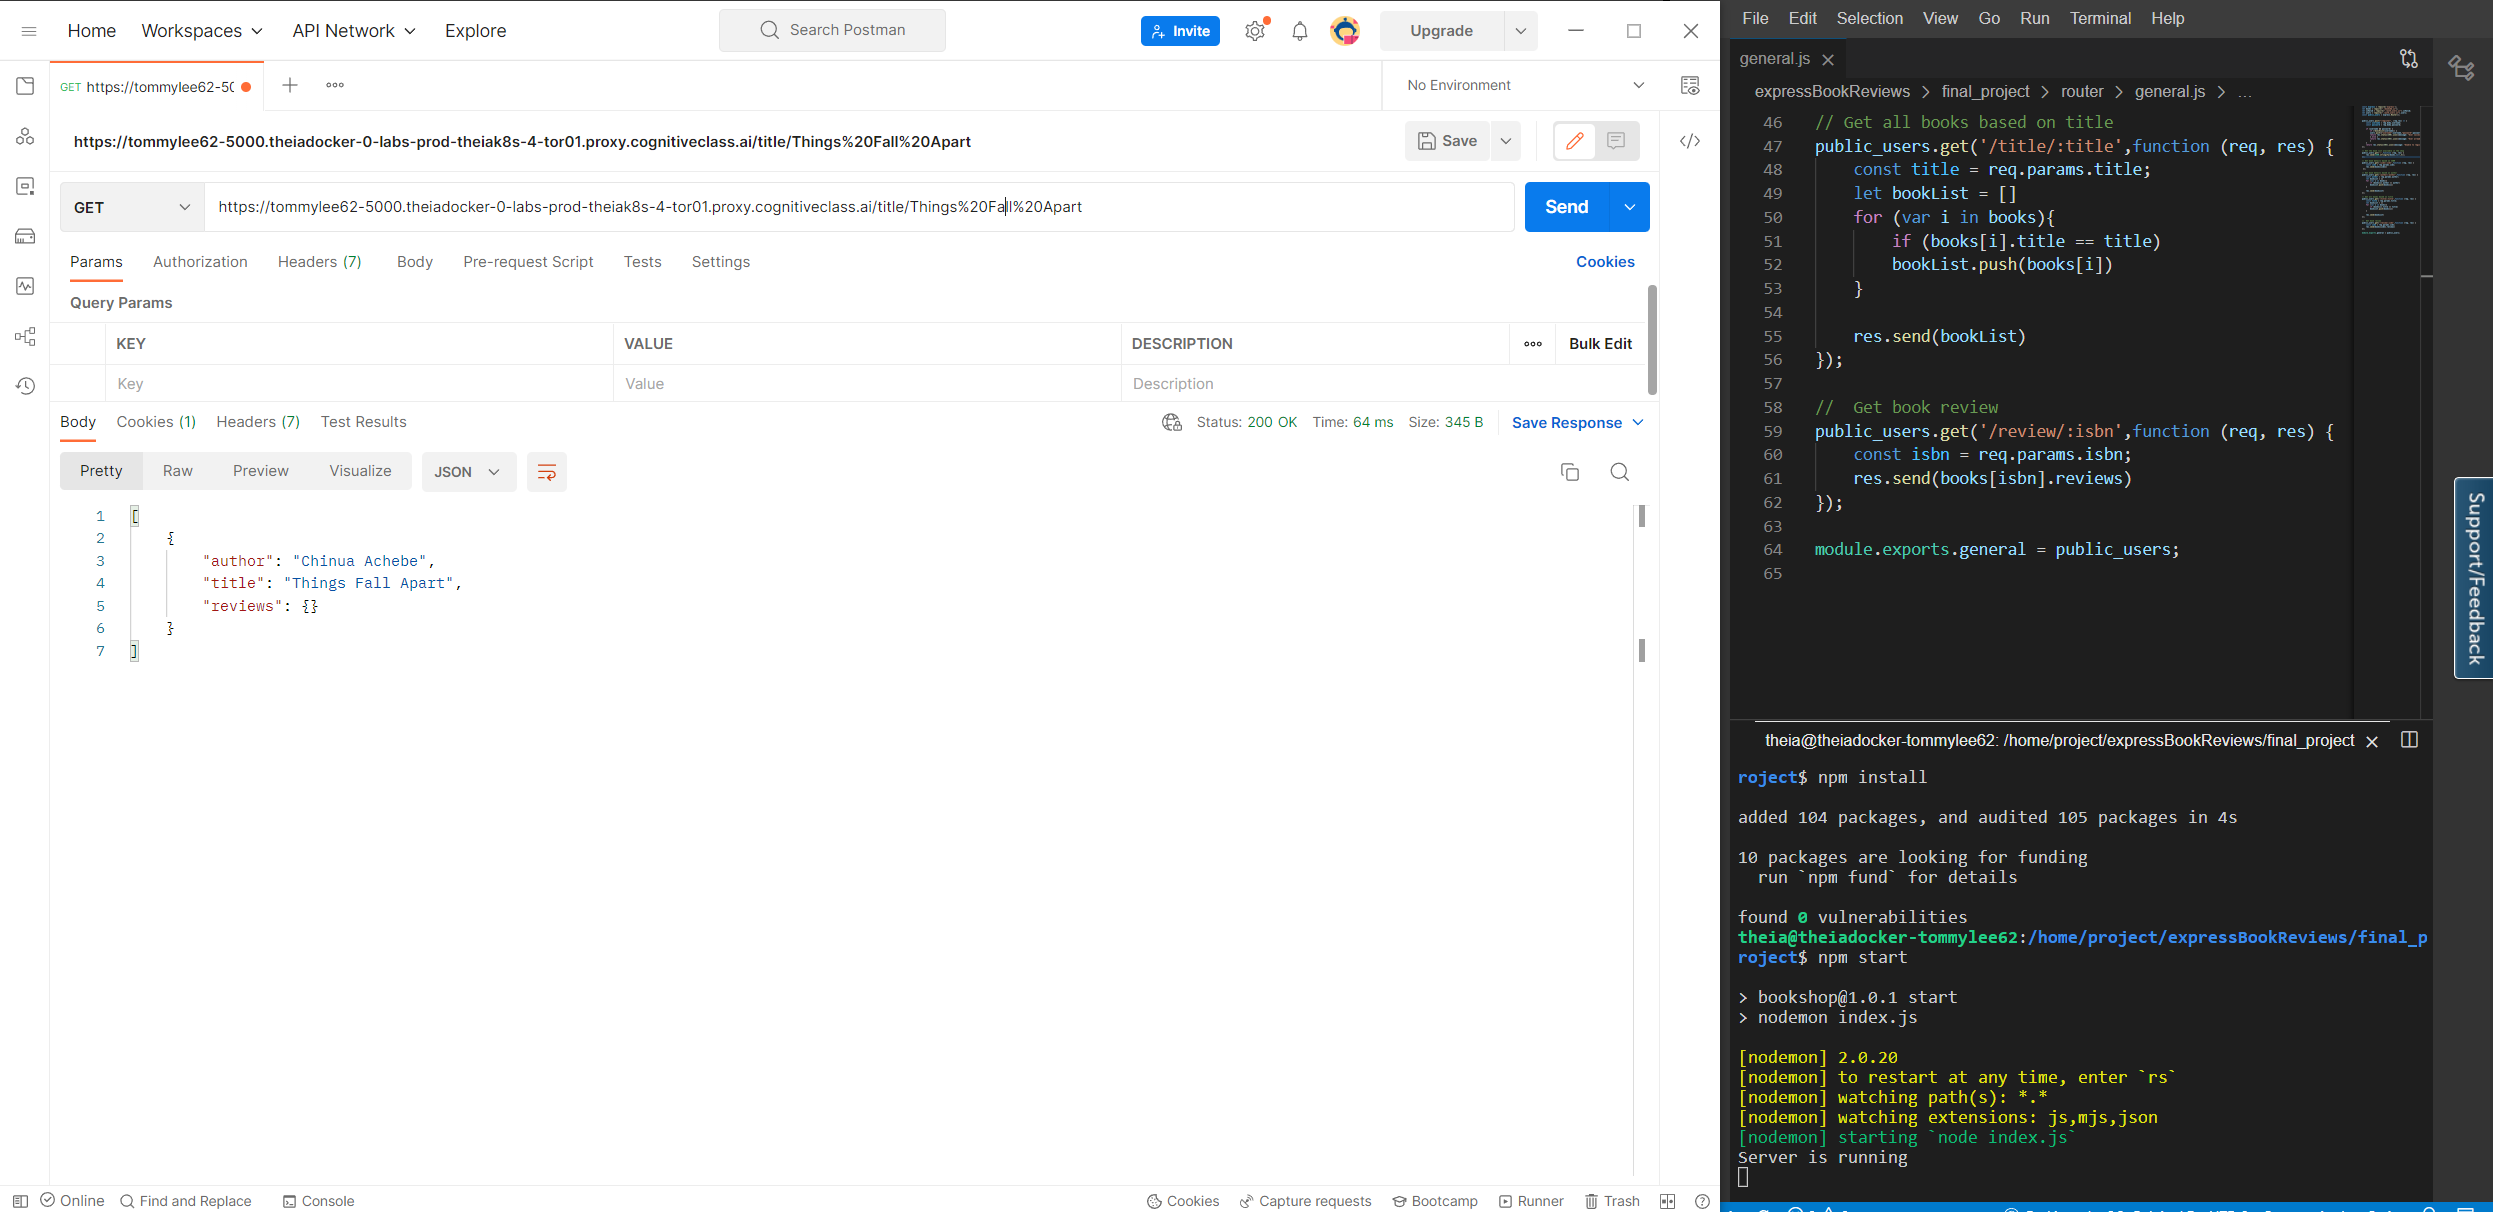 Home Workspaces API Network Explore
Search Postman
Invite
Upgrade
GET https://tommylee62-50
No Environment
https://tommylee62-5000.theiadocker-0-labs-prod-theiak8s-4-tor01.proxy.cognitiveclass.ai/title/Things%20Fall%20Apart
Save
GET https://tommylee62-5000.theiadocker-0-labs-prod-theiak8s-4-tor01.proxy.cognitiveclass.ai/title/Things%20Fall%20Apart
Send
Params Authorization Headers (7) Body Pre-request Script Tests Settings Cookies
Query Params
KEY VALUE DESCRIPTION Bulk Edit
Key Value Description
Body Cookies (1) Headers (7) Test Results Status: 200 OK Time: 64 ms Size: 345 B Save Response
Pretty Raw Preview Visualize JSON
1 [
2 {
3 "author": "Chinua Achebe",
4 "title": "Things Fall Apart",
5 "reviews": {}
6 }
7 ]
Online Find and Replace Console Cookies Capture requests Bootcamp Runner Trash
File Edit Selection View Go Run Terminal Help
general.js
expressBookReviews > final_project > router > general.js > ...
46 // Get all books based on title
47 public_users.get('/title/:title',function (req, res) {
48 const title = req.params.title;
49 let bookList = []
50 for (var i in books){
51 if (books[i].title == title)
52 bookList.push(books[i])
53 }
54
55 res.send(bookList)
56 });
57
58 //  Get book review
59 public_users.get('/review/:isbn',function (req, res) {
60 const isbn = req.params.isbn;
61 res.send(books[isbn].reviews)
62 });
63
64 module.exports.general = public_users;
65
Support/Feedback
theia@theiadocker-tommylee62: /home/project/expressBookReviews/final_project
roject$ npm install
added 104 packages, and audited 105 packages in 4s
10 packages are looking for funding
run `npm fund` for details
found 0 vulnerabilities
theia@theiadocker-tommylee62:/home/project/expressBookReviews/final_p
roject$ npm start
> bookshop@1.0.1 start
> nodemon index.js
[nodemon] 2.0.20
[nodemon] to restart at any time, enter `rs`
[nodemon] watching path(s): *.*
[nodemon] watching extensions: js,mjs,json
[nodemon] starting `node index.js`
Server is running